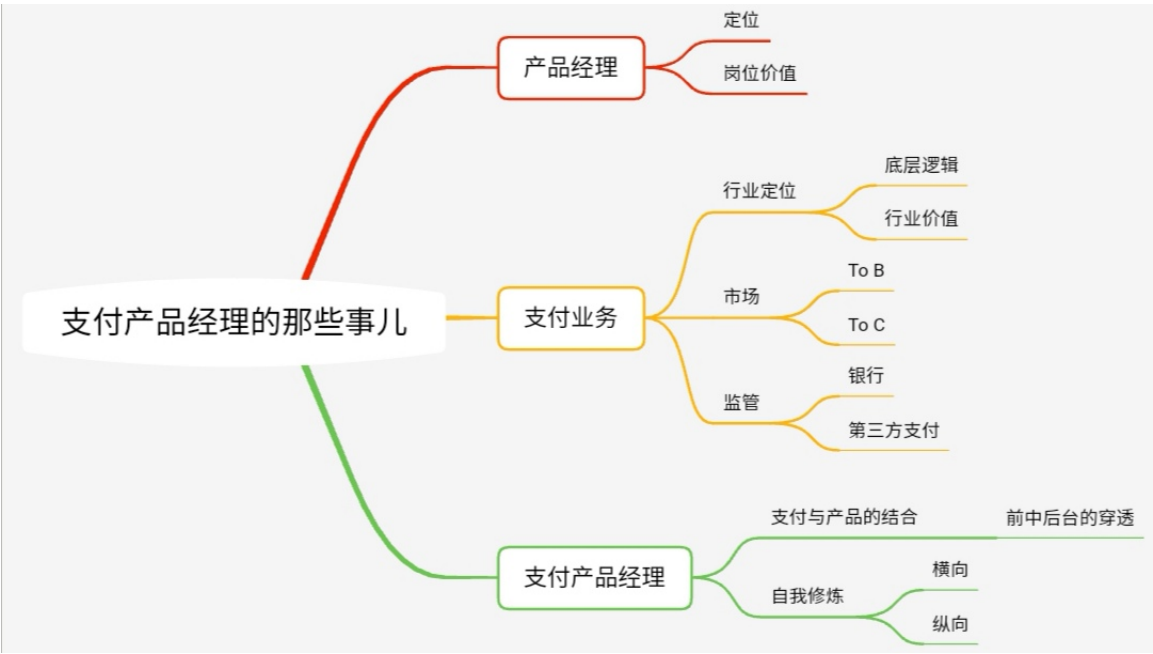 支付产品经理的那些事儿
产品经理
定位
岗位价值
支付业务
行业定位
底层逻辑
行业价值
市场
To B
To C
监管
银行
第三方支付
支付产品经理
支付与产品的结合
前中后台的穿透
自我修炼
横向
纵向